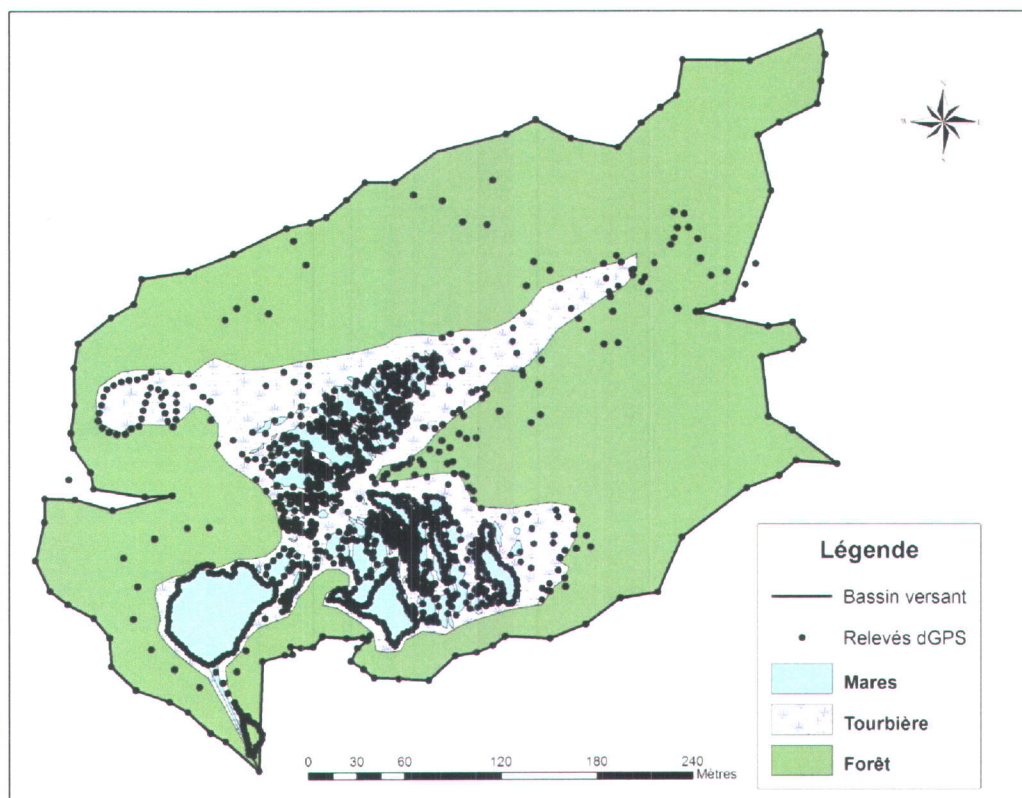 Légende
Bassin versant
Relevés dGPS
Mares
Tourbière
Forêt
0 30 60 120 180 240
Mètres